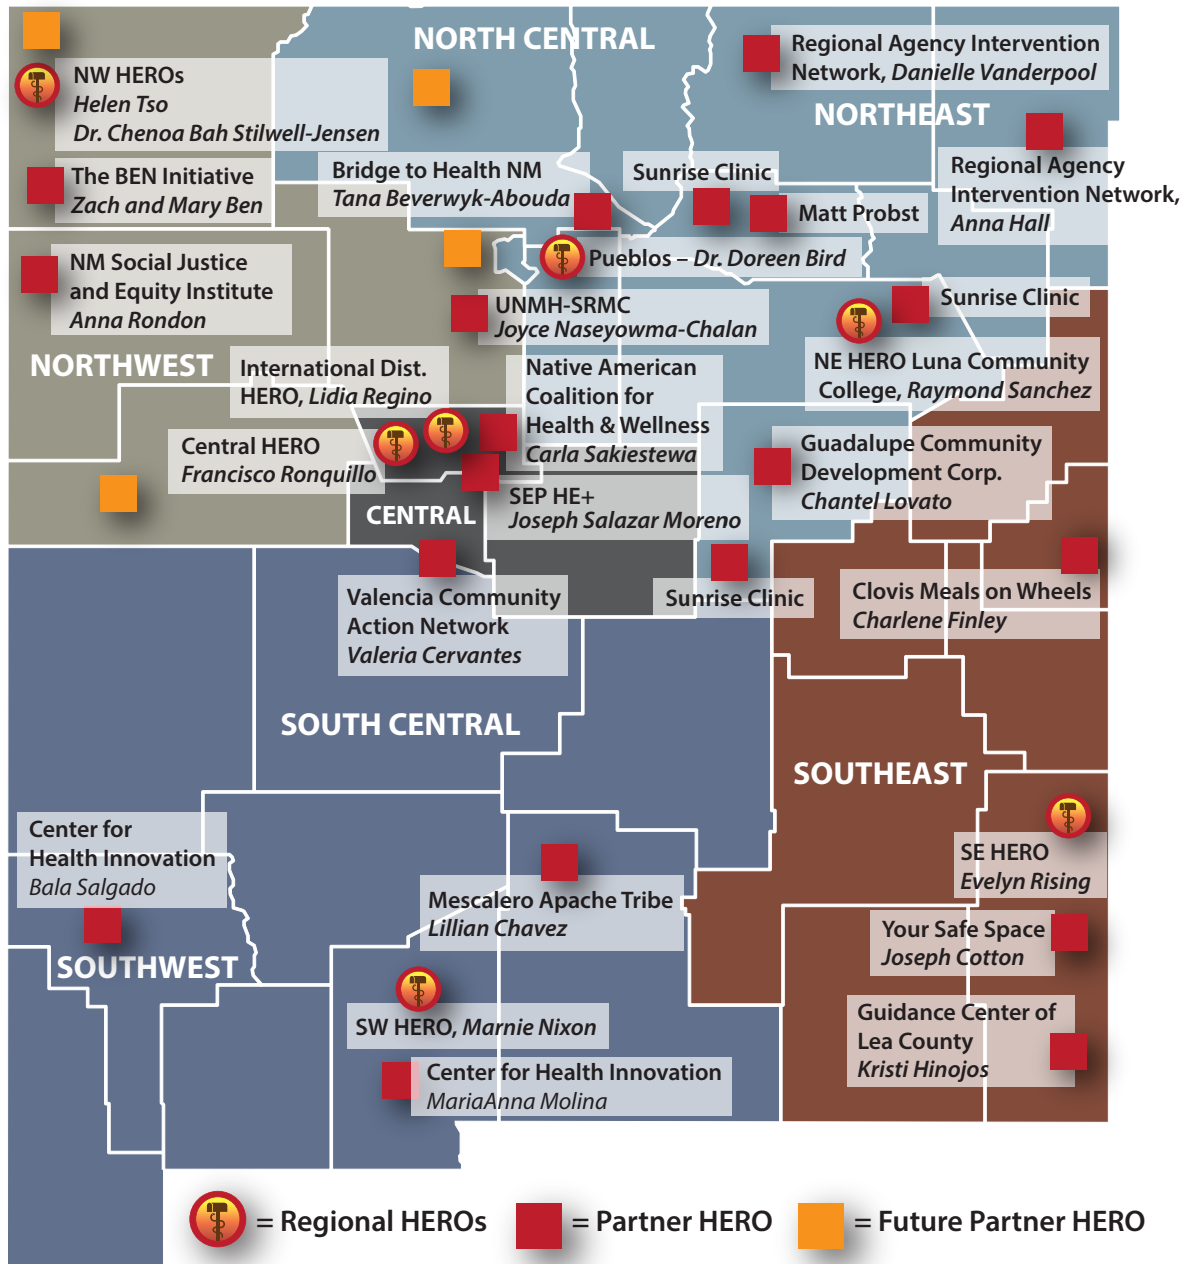 NORTH CENTRAL
Regional Agency Intervention
Network, Danielle Vanderpool
NW HEROs
Helen Tso
Dr. Chenoa Bah Stilwell-Jensen
NORTHEAST
Bridge to Health NM
Tana Beverwyk-Abouda
Sunrise Clinic
Regional Agency
Intervention Network,
Anna Hall
The BEN Initiative
Zach and Mary Ben
Matt Probst
Pueblos – Dr. Doreen Bird
NM Social Justice
and Equity Institute
Anna Rondon
UNMH-SRMC
Joyce Naseyowma-Chalan
Sunrise Clinic
NORTHWEST
International Dist.
HERO, Lidia Regino
Native American
Coalition for
Health & Wellness
Carla Sakiestewa
NE HERO Luna Community
College, Raymond Sanchez
Central HERO
Francisco Ronquillo
Guadalupe Community
Development Corp.
Chantel Lovato
CENTRAL
SEP HE+
Joseph Salazar Moreno
Valencia Community
Action Network
Valeria Cervantes
Sunrise Clinic
Clovis Meals on Wheels
Charlene Finley
SOUTH CENTRAL
SOUTHEAST
Center for
Health Innovation
Bala Salgado
SE HERO
Evelyn Rising
Mescalero Apache Tribe
Lillian Chavez
Your Safe Space
Joseph Cotton
SOUTHWEST
SW HERO, Marnie Nixon
Guidance Center of
Lea County
Kristi Hinojos
Center for Health Innovation
MariaAnna Molina
= Regional HEROs
= Partner HERO
= Future Partner HERO